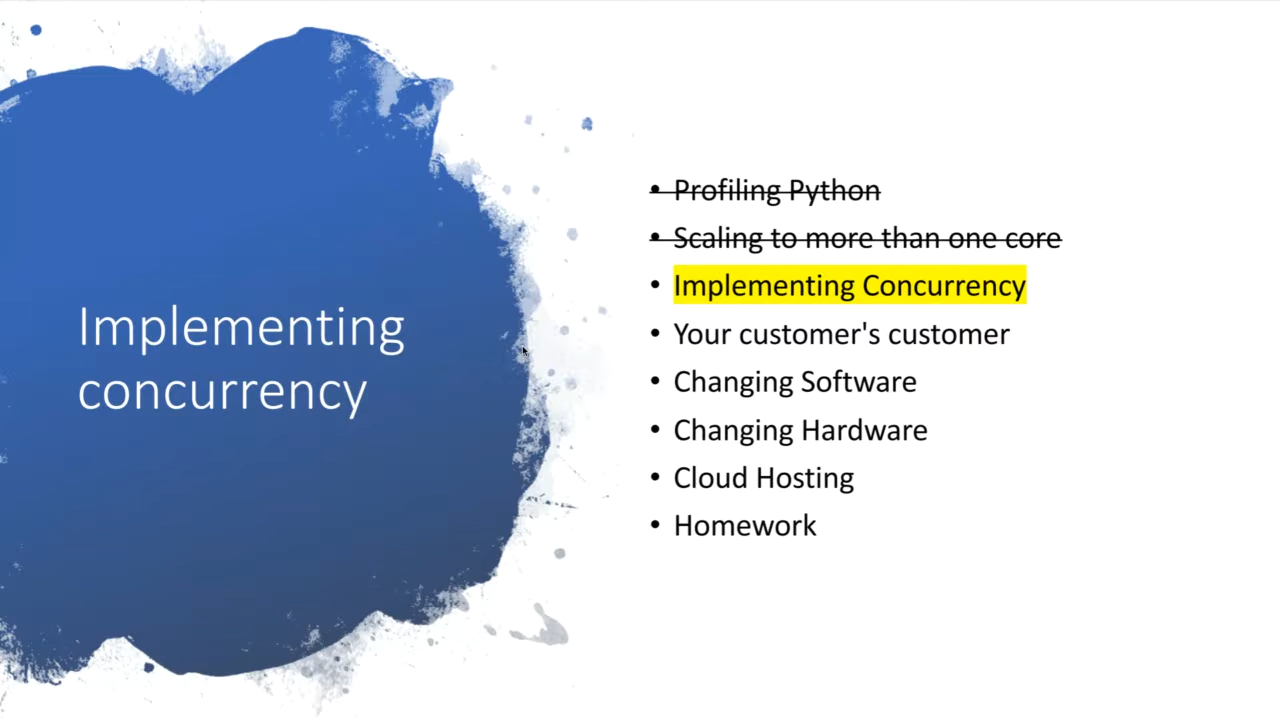 Implementing
concurrency
• Profiling Python
• Scaling to more than one core
• Implementing Concurrency
• Your customer's customer
• Changing Software
• Changing Hardware
• Cloud Hosting
• Homework